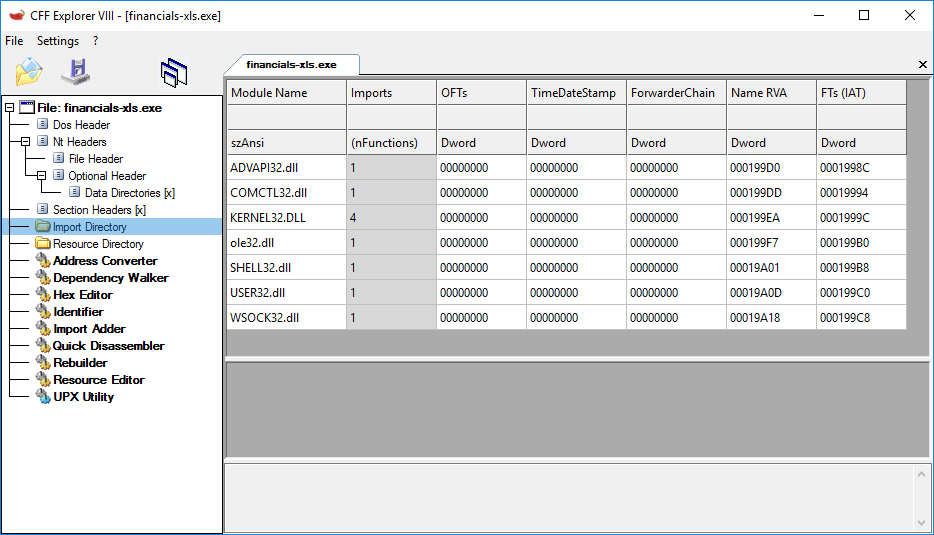 CFF Explorer VIII - [financials-xls.exe]
File Settings ?
financials-xls.exe
File: financials-xls.exe
Dos Header
Nt Headers
File Header
Optional Header
Data Directories [x]
Section Headers [x]
Import Directory
Resource Directory
Address Converter
Dependency Walker
Hex Editor
Identifier
Import Adder
Quick Disassembler
Rebuilder
Resource Editor
UPX Utility
Module Name Imports OFTs TimeDateStamp ForwarderChain Name RVA FTs (IAT)
szAnsi (nFunctions) Dword Dword Dword Dword Dword
ADVAPI32.dll 1 00000000 00000000 00000000 000199D0 0001998C
COMCTL32.dll 1 00000000 00000000 00000000 000199DD 00019994
KERNEL32.DLL 4 00000000 00000000 00000000 000199EA 0001999C
ole32.dll 1 00000000 00000000 00000000 000199F7 000199B0
SHELL32.dll 1 00000000 00000000 00000000 00019A01 000199B8
USER32.dll 1 00000000 00000000 00000000 00019A0D 000199C0
WSOCK32.dll 1 00000000 00000000 00000000 00019A18 000199C8